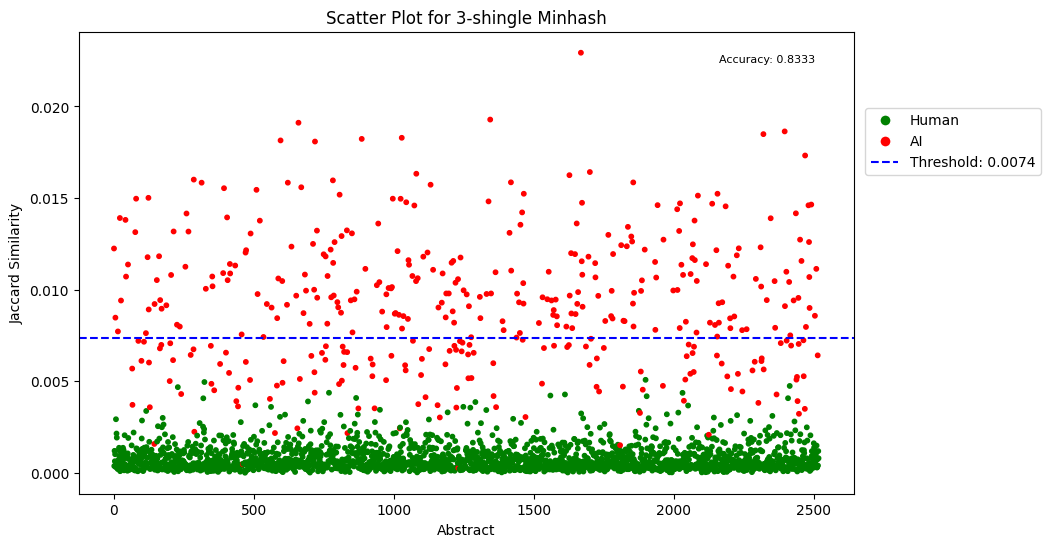 Scatter Plot for 3-shingle Minhash
Accuracy: 0.8333
Human
AI
Threshold: 0.0074
Jaccard Similarity
0.020
0.015
0.010
0.005
0.000
0 500 1000 1500 2000 2500
Abstract